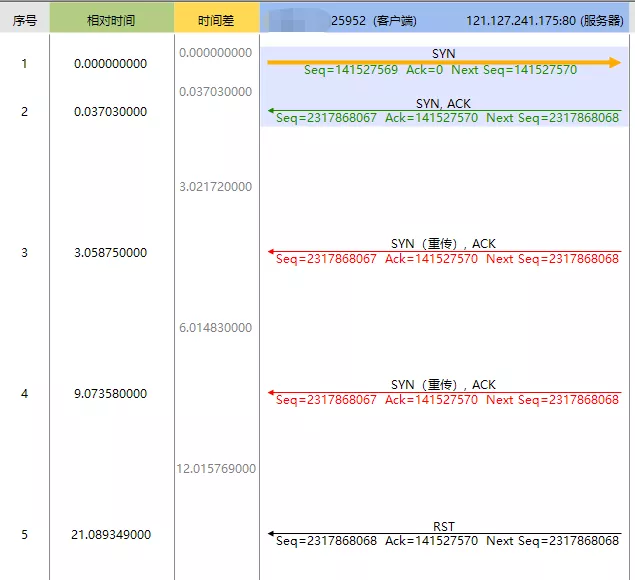 序号 相对时间 时间差 25952（客户端） 121.127.241.175:80 (服务器)
0.000000000
SYN
1 0.000000000
Seq=141527569 Ack=0 Next Seq=141527570
0.037030000
SYN, ACK
2 0.037030000
Seq=2317868067 Ack=141527570 Next Seq=2317868068
3.021720000
SYN（重传）, ACK
3 3.058750000
Seq=2317868067 Ack=141527570 Next Seq=2317868068
6.014830000
SYN（重传）, ACK
4 9.073580000
Seq=2317868067 Ack=141527570 Next Seq=2317868068
12.015769000
RST
5 21.089349000
Seq=2317868068 Ack=141527570 Next Seq=2317868068